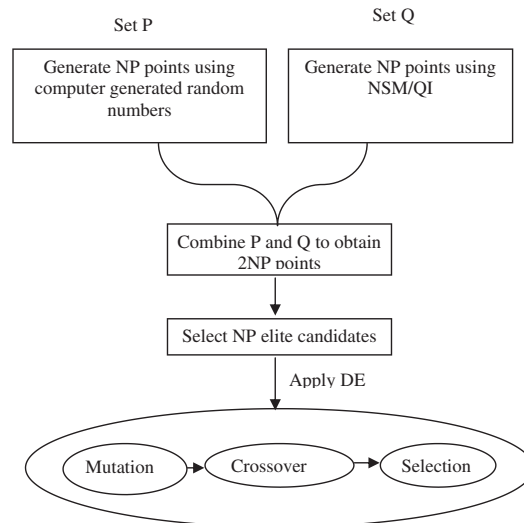 Set P
Set Q
Generate NP points using
computer generated random
numbers
Generate NP points using
NSM/QI
Combine P and Q to obtain
2NP points
Select NP elite candidates
Apply DE
Mutation
Crossover
Selection